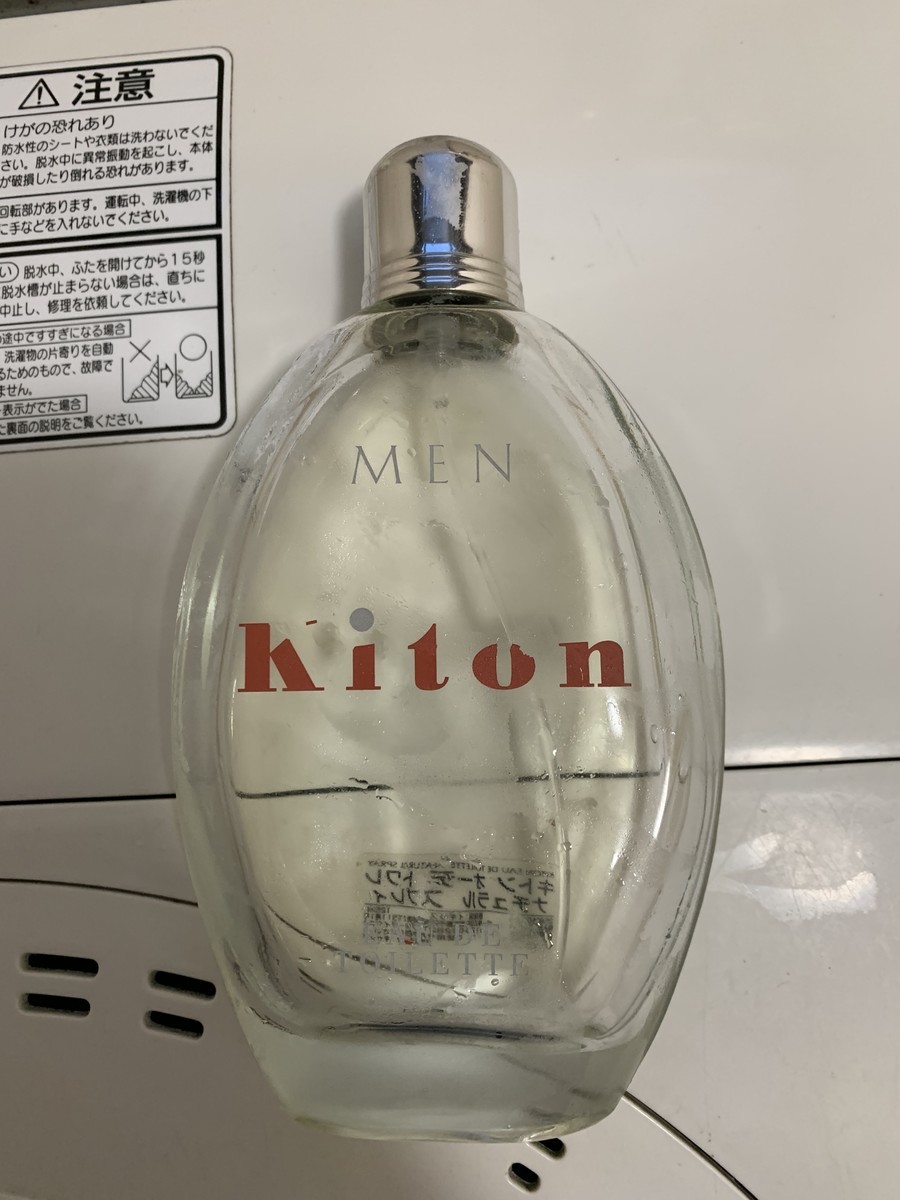 注意
けがの恐れあり
防水性のシートや衣類は洗わないでくだ
さい。脱水中に異常振動を起こし、本体
が破損したり倒れる恐れがあります。
回転部があります。運転中、洗濯機の下
に手などを入れないでください。
い 脱水中、ふたを開けてから15秒
脱水槽が止まらない場合は、直ちに
中止し、修理を依頼してください。
途中ですすぎになる場合
洗濯物の片寄りを自動
るためのもので、故障で
ません。
表示がでた場合
た裏面の説明をご覧ください。
MEN
kiton
キトン オーデ トワレ
ナチュラル スプレイ
EAU DE
TOILETTE